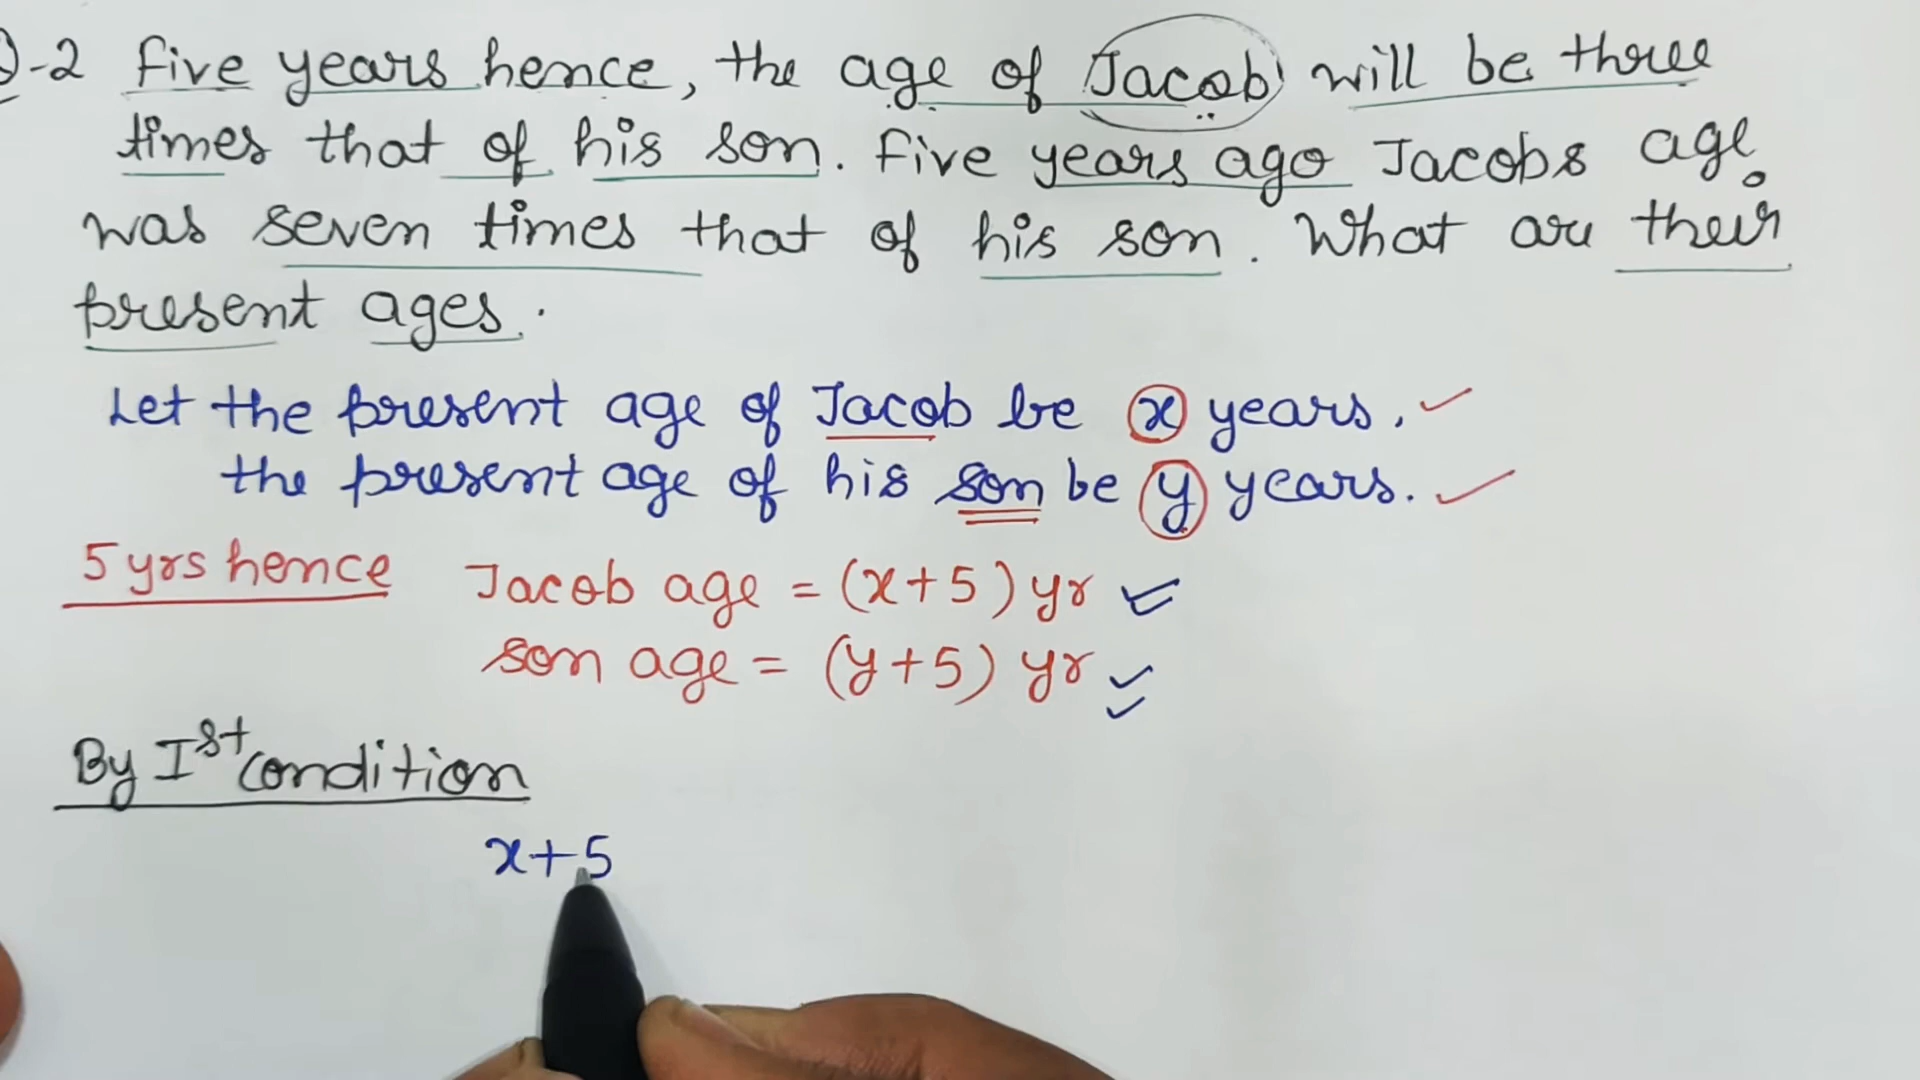 Q-2 Five years hence, the age of Jacob will be three
times that of his son. Five years ago Jacobs age
was seven times that of his son. What are their
present ages.
Let the present age of Jacob be x years.
the present age of his son be y years.
5 yrs hence Jacob age = (x+5) yr
son age = (y+5) yr
By Ist condition
x+5